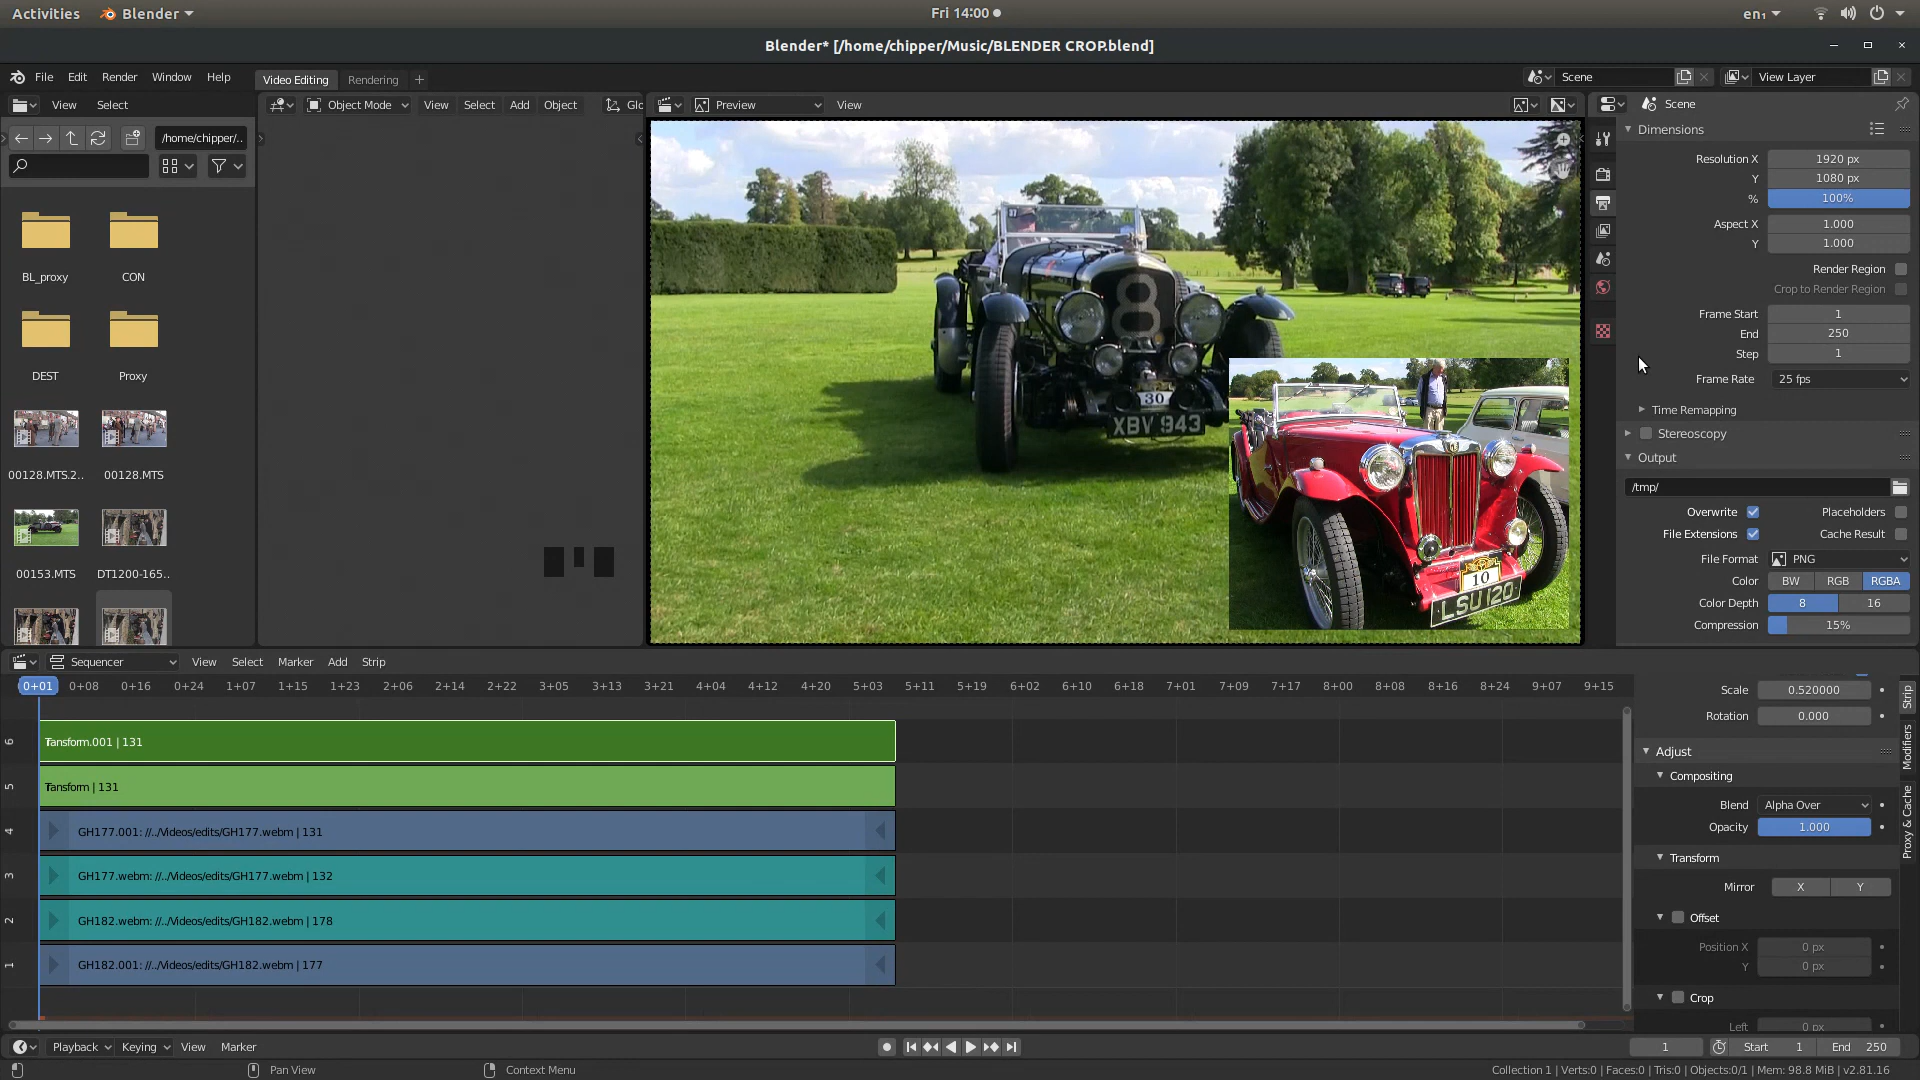 Activities Blender Fri 14:00 en₁
Blender* [/home/chipper/Music/BLENDER CROP.blend]
File Edit Render Window Help Video Editing Rendering + Scene View Layer
View Select Object Mode View Select Add Object Glo Preview View Scene
/home/chipper/..
BL_proxy CON
DEST Proxy
00128.MTS.2.. 00128.MTS
00153.MTS DT1200-165..
37
8
30
XBV 943
10
LSU 120
Dimensions
Resolution X 1920 px
Y 1080 px
% 100%
Aspect X 1.000
Y 1.000
Render Region
Crop to Render Region
Frame Start 1
End 250
Step 1
Frame Rate 25 fps
Time Remapping
Stereoscopy
Output
/tmp/
Overwrite Placeholders
File Extensions Cache Result
File Format PNG
Color BW RGB RGBA
Color Depth 8 16
Compression 15%
Sequencer View Select Marker Add Strip
0+01 0+08 0+16 0+24 1+07 1+15 1+23 2+06 2+14 2+22 3+05 3+13 3+21 4+04 4+12 4+20 5+03 5+11 5+19 6+02 6+10 6+18 7+01 7+09 7+17 8+00 8+08 8+16 8+24 9+07 9+15
6 Transform.001 | 131
5 Transform | 131
4 GH177.001: //../Videos/edits/GH177.webm | 131
3 GH177.webm: //../Videos/edits/GH177.webm | 132
2 GH182.webm: //../Videos/edits/GH182.webm | 178
1 GH182.001: //../Videos/edits/GH182.webm | 177
Scale 0.520000
Rotation 0.000
Adjust
Compositing
Blend Alpha Over
Opacity 1.000
Transform
Mirror X Y
Offset
Position X 0 px
Y 0 px
Crop
Left 0 px
Strip
Modifiers
Proxy & Cache
Playback Keying View Marker 1 Start 1 End 250
Pan View Context Menu Collection 1 | Verts:0 | Faces:0 | Tris:0 | Objects:0/1 | Mem: 98.8 MiB | v2.81.16